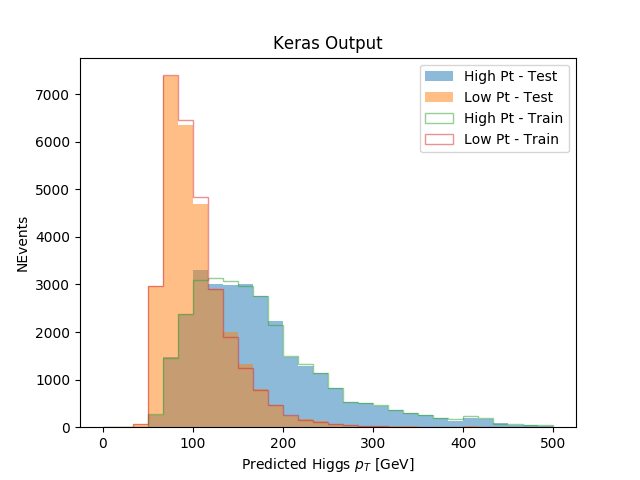 Keras Output
High Pt - Test
Low Pt - Test
High Pt - Train
Low Pt - Train
7000
6000
5000
4000
3000
2000
1000
0
NEvents
0 100 200 300 400 500
Predicted Higgs p_T [GeV]